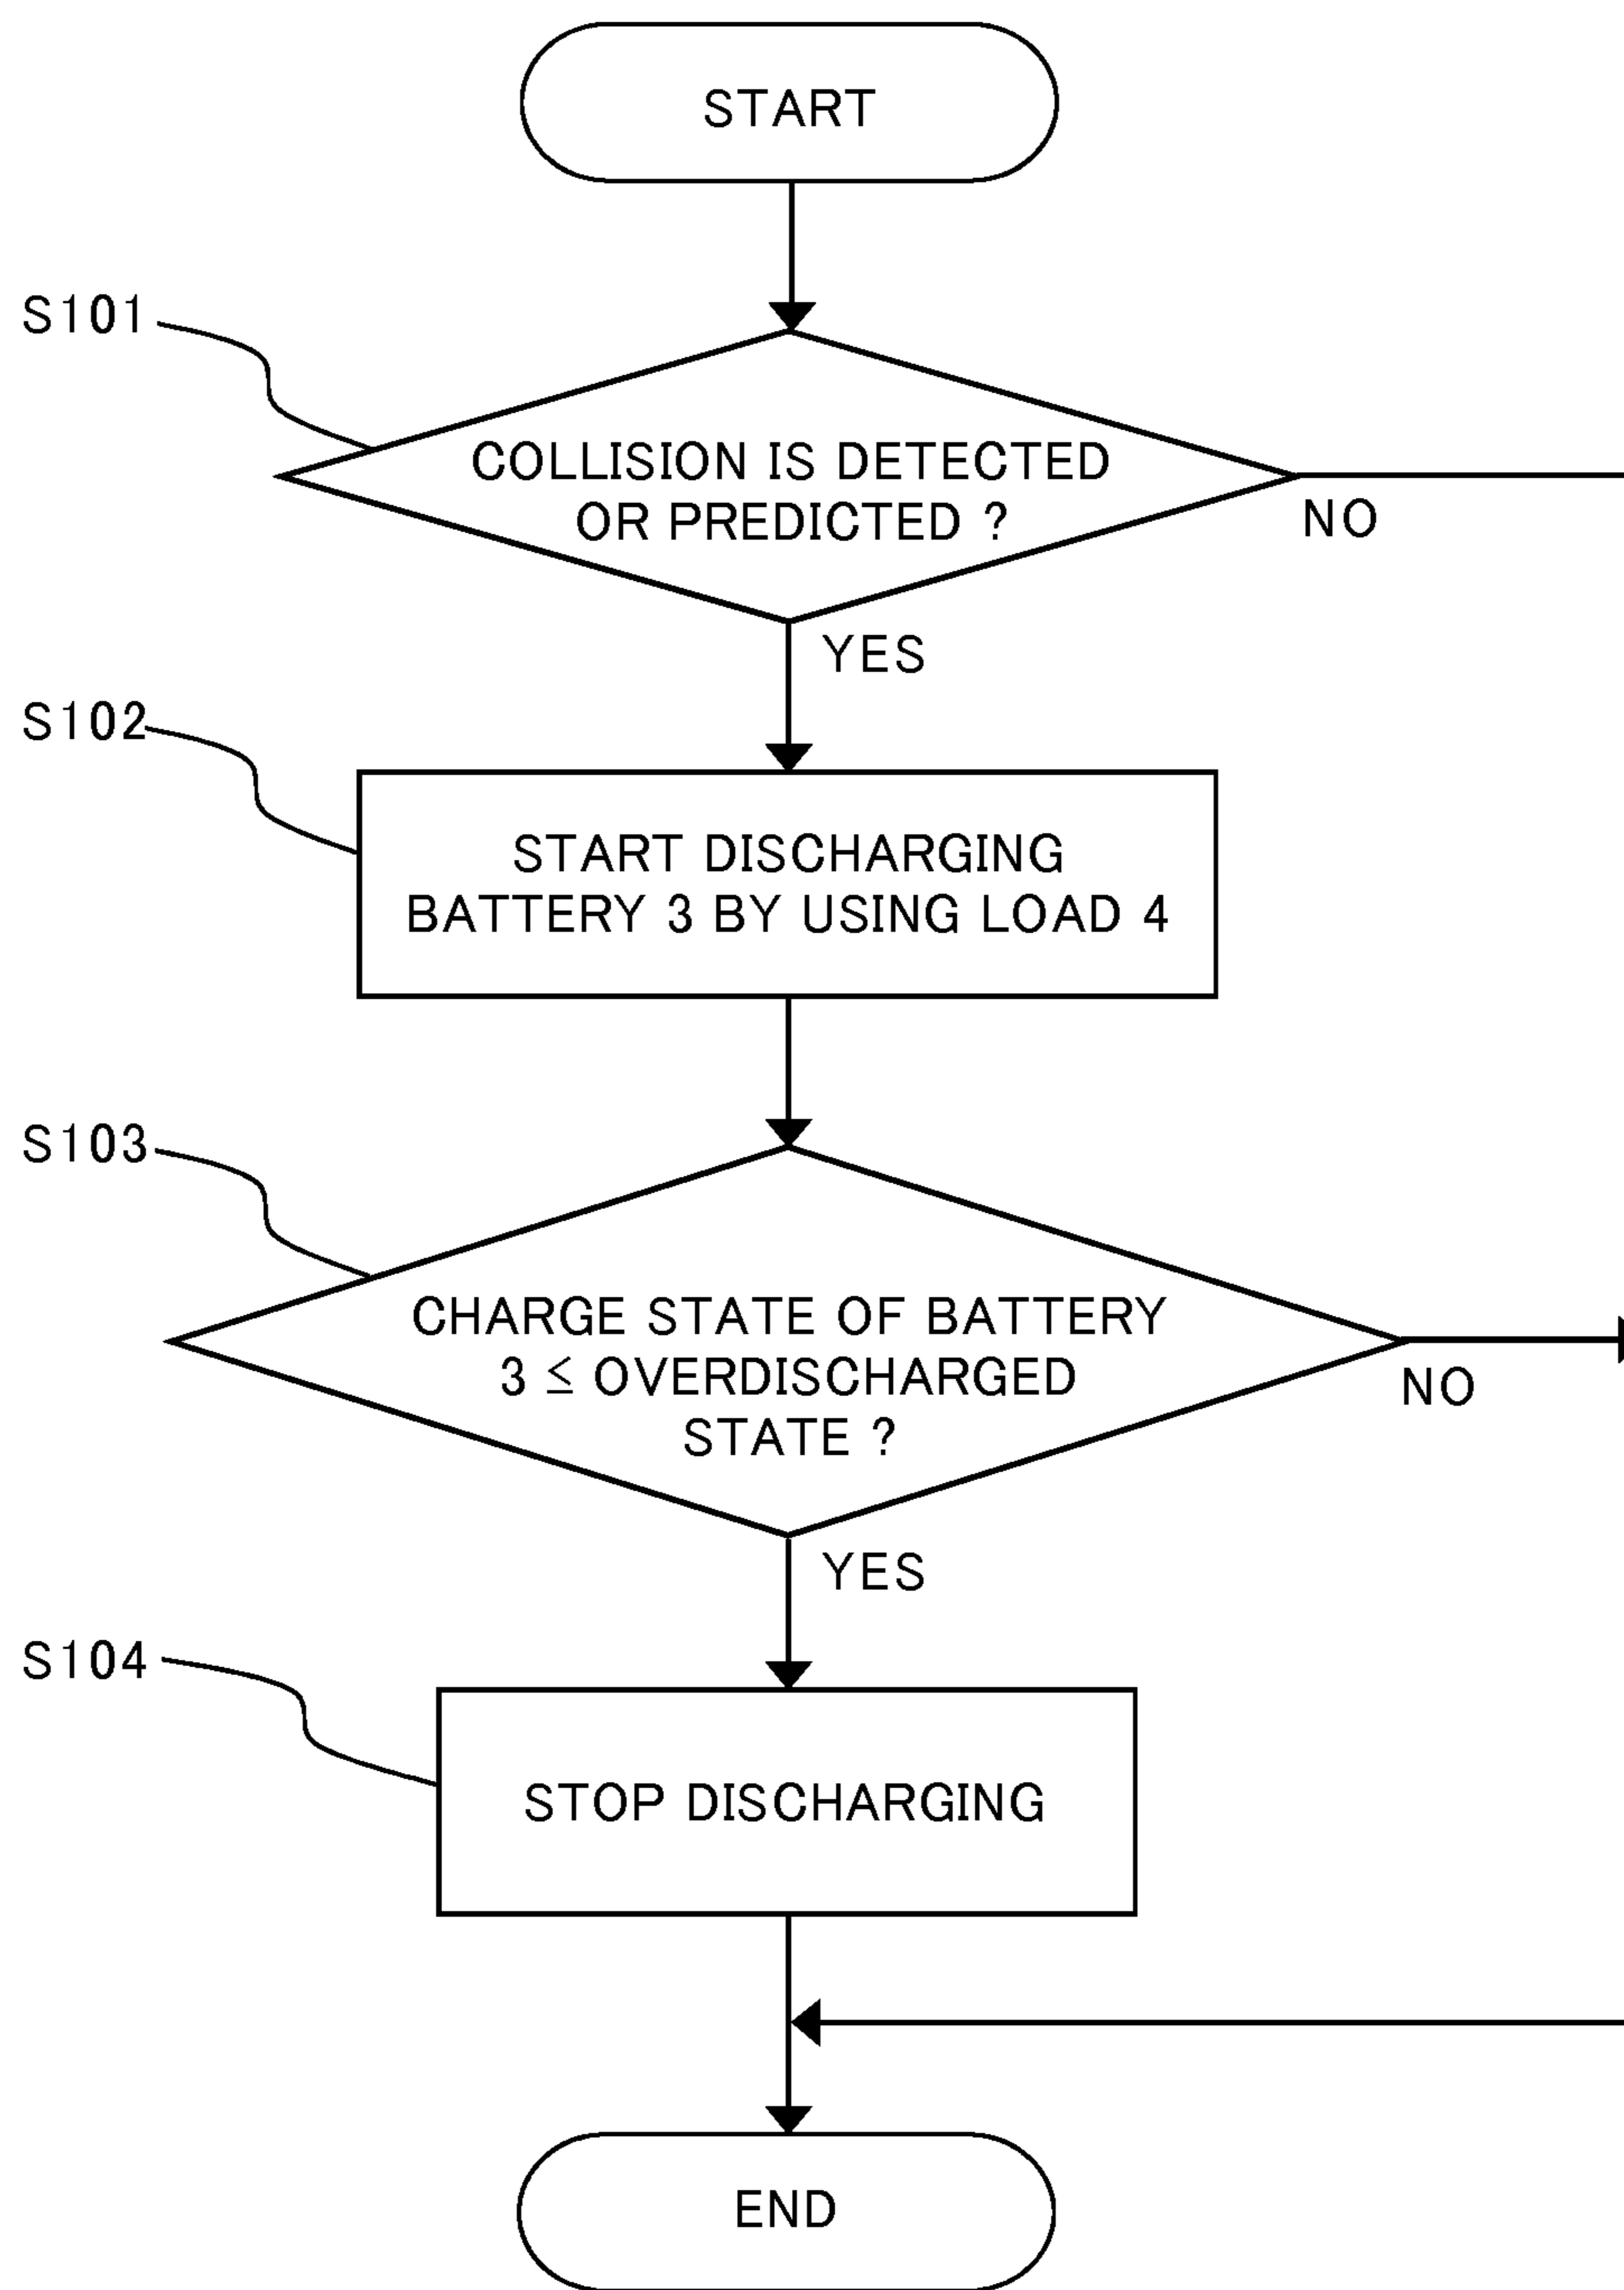 START
S101
COLLISION IS DETECTED
OR PREDICTED ?
NO
YES
S102
START DISCHARGING
BATTERY 3 BY USING LOAD 4
S103
CHARGE STATE OF BATTERY
3 ≦ OVERDISCHARGED
STATE ?
NO
YES
S104
STOP DISCHARGING
END